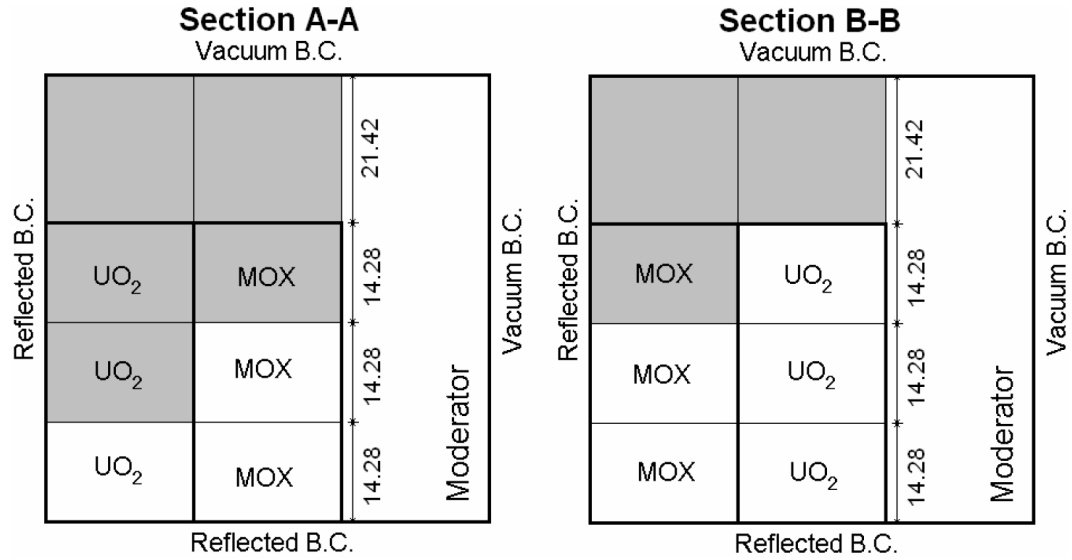 Section A-A
Vacuum B.C.
Reflected B.C.
21.42
UO₂ MOX 14.28
UO₂ MOX 14.28
UO₂ MOX 14.28
Moderator
Vacuum B.C.
Reflected B.C.
Section B-B
Vacuum B.C.
Reflected B.C.
21.42
MOX UO₂ 14.28
MOX UO₂ 14.28
MOX UO₂ 14.28
Moderator
Vacuum B.C.
Reflected B.C.